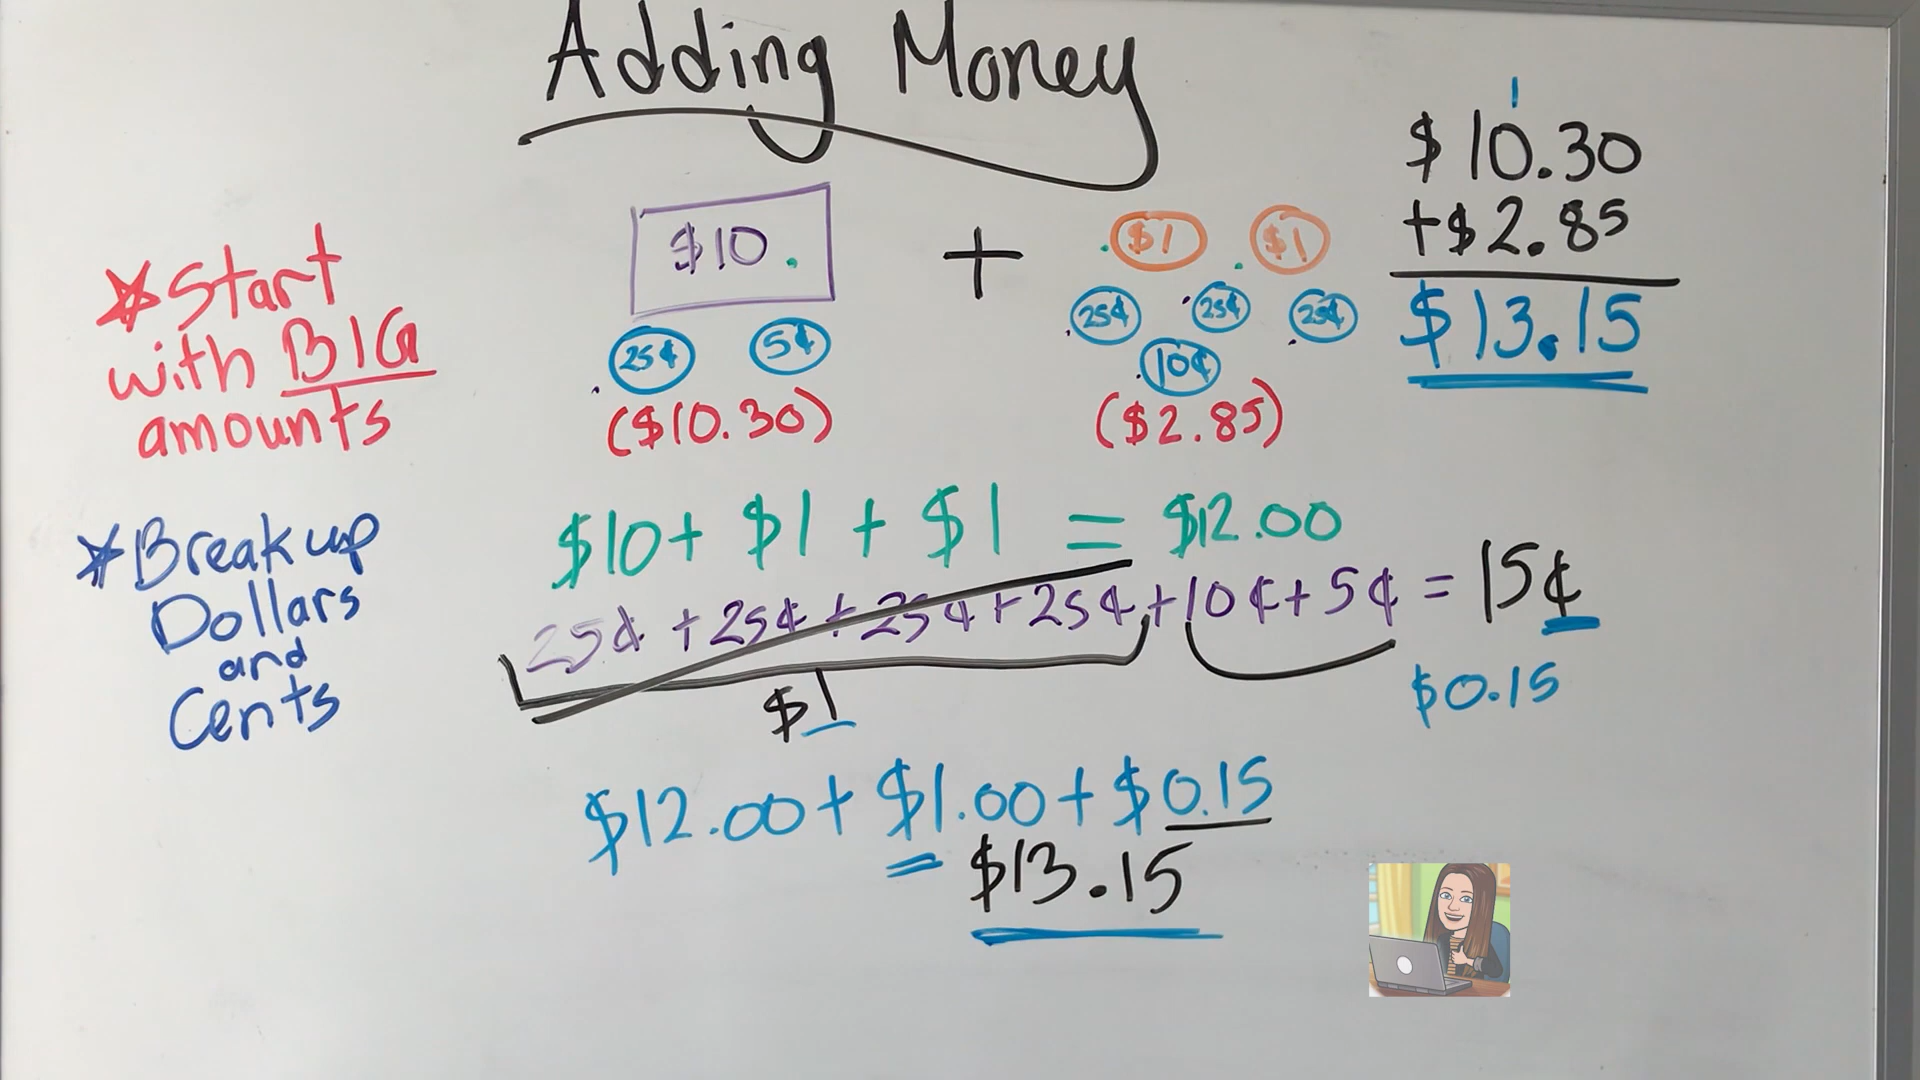 Adding Money
1
$10.30
+$2.85
$13.15
*Start
with BIG
amounts
$10.
25¢ 5¢
($10.30)
+
$1 $1
25¢ 25¢ 25¢
10¢
($2.85)
*Break up
Dollars
and
Cents
$10 + $1 + $1 = $12.00
25¢ + 25¢ + 25¢ + 25¢ + 10¢ + 5¢ = 15¢
$1
$0.15
$12.00 + $1.00 + $0.15
$13.15